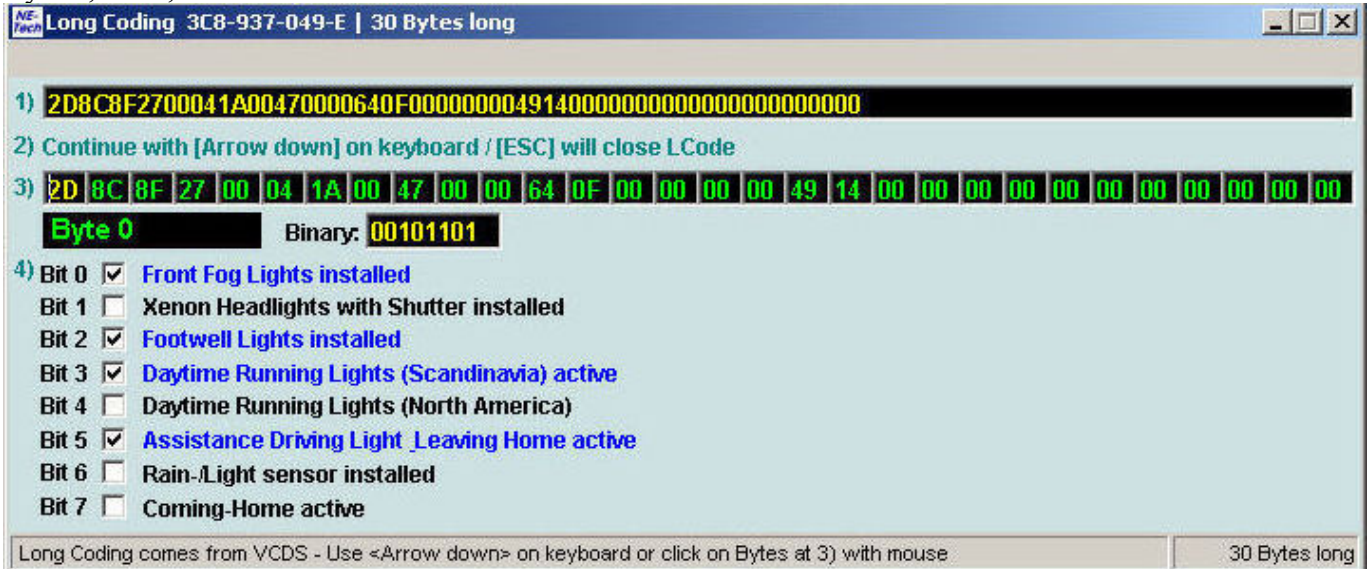 NE-Tech Long Coding 3C8-937-049-E | 30 Bytes long
1) 2D8C8F2700041A00470000640F0000000049140000000000000000000000
2) Continue with [Arrow down] on keyboard / [ESC] will close LCode
3) 2D 8C 8F 27 00 04 1A 00 47 00 00 64 0F 00 00 00 00 49 14 00 00 00 00 00 00 00 00 00 00 00
Byte 0 Binary: 00101101
4) Bit 0 Front Fog Lights installed
Bit 1 Xenon Headlights with Shutter installed
Bit 2 Footwell Lights installed
Bit 3 Daytime Running Lights (Scandinavia) active
Bit 4 Daytime Running Lights (North America)
Bit 5 Assistance Driving Light _Leaving Home active
Bit 6 Rain-/Light sensor installed
Bit 7 Coming-Home active
Long Coding comes from VCDS - Use <Arrow down> on keyboard or click on Bytes at 3) with mouse 30 Bytes long